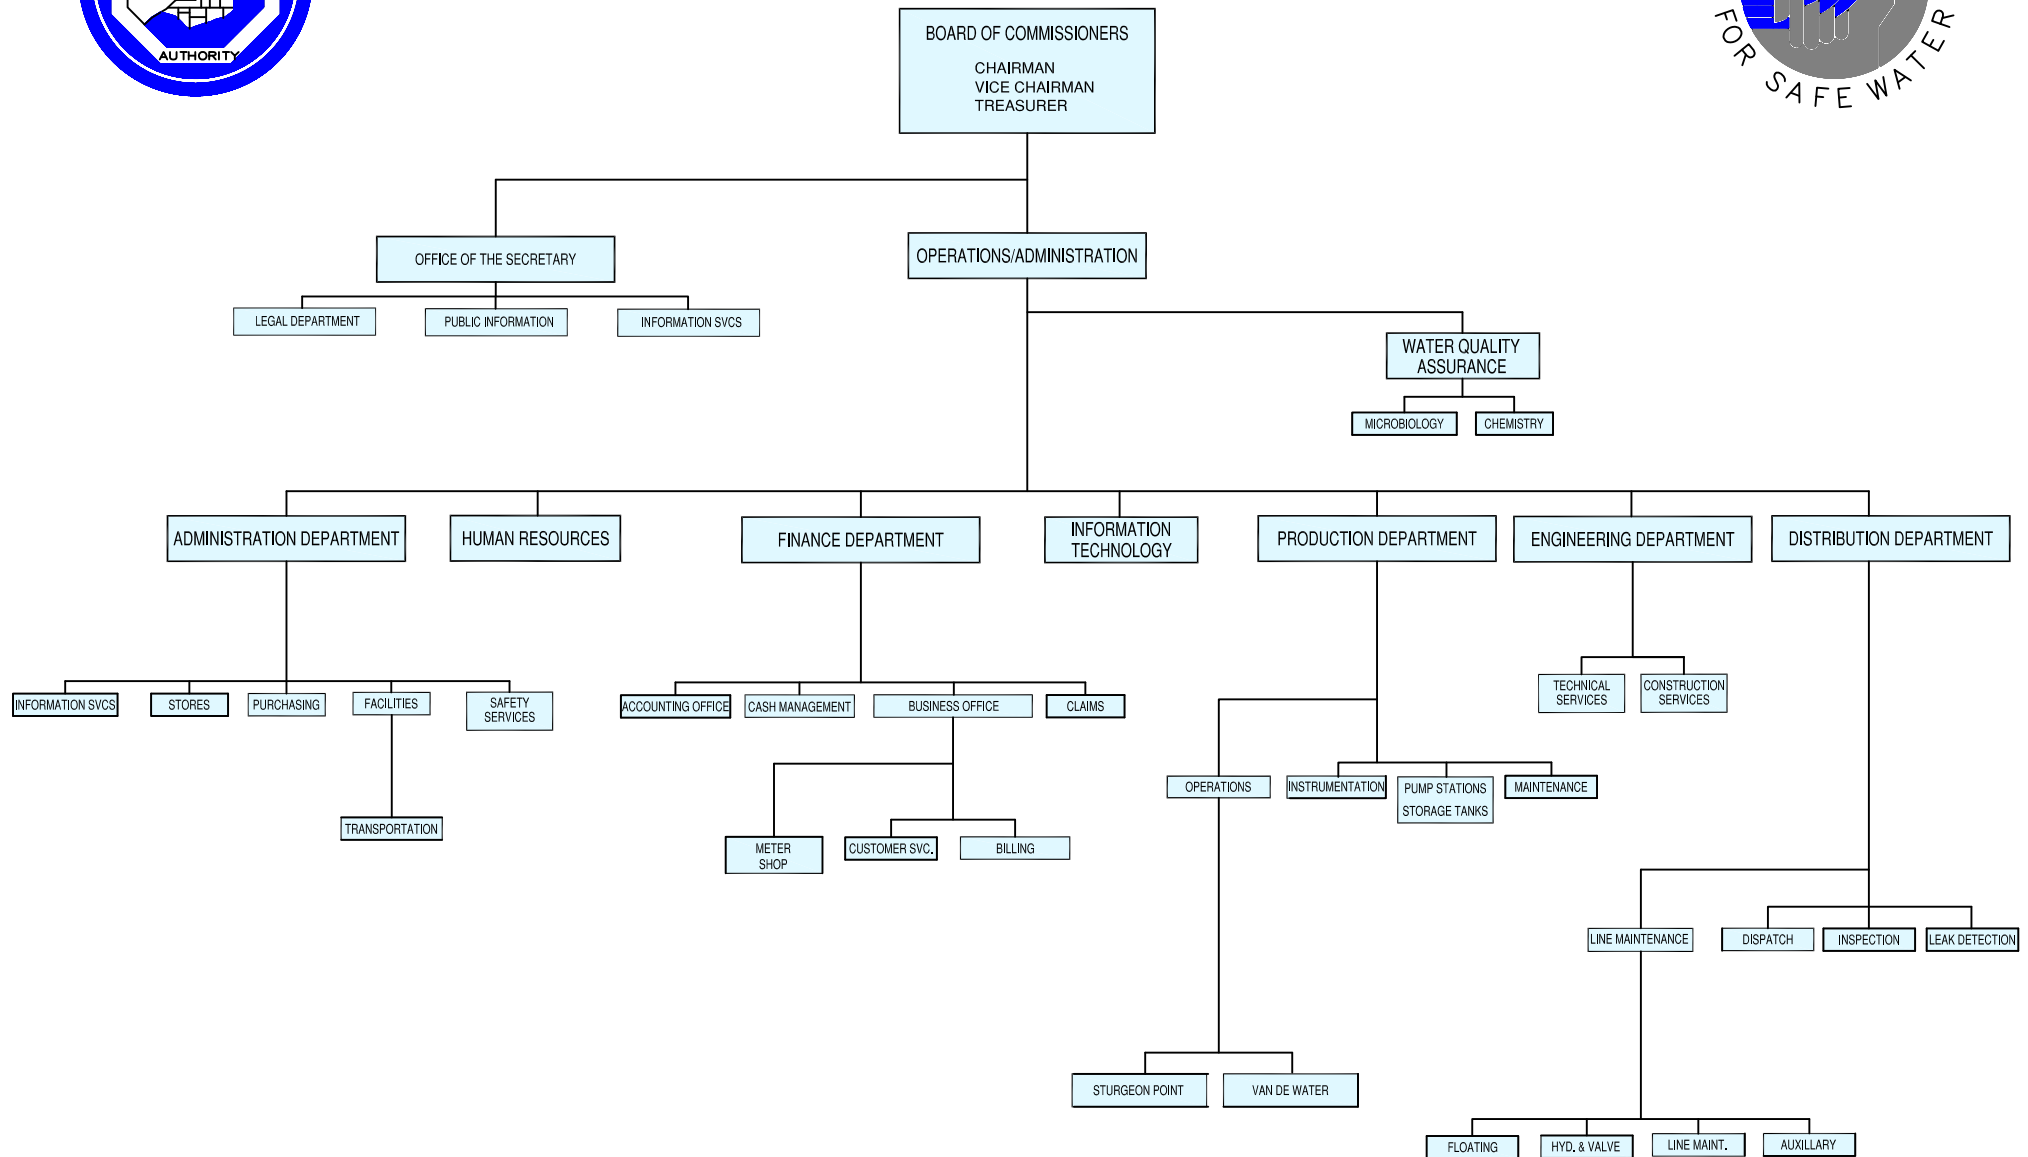 AUTHORITY
FOR SAFE WATER
BOARD OF COMMISSIONERS
CHAIRMAN
VICE CHAIRMAN
TREASURER
OFFICE OF THE SECRETARY
OPERATIONS/ADMINISTRATION
LEGAL DEPARTMENT
PUBLIC INFORMATION
INFORMATION SVCS
WATER QUALITY
ASSURANCE
MICROBIOLOGY
CHEMISTRY
ADMINISTRATION DEPARTMENT
HUMAN RESOURCES
FINANCE DEPARTMENT
INFORMATION
TECHNOLOGY
PRODUCTION DEPARTMENT
ENGINEERING DEPARTMENT
DISTRIBUTION DEPARTMENT
INFORMATION SVCS
STORES
PURCHASING
FACILITIES
SAFETY
SERVICES
ACCOUNTING OFFICE
CASH MANAGEMENT
BUSINESS OFFICE
CLAIMS
TECHNICAL
SERVICES
CONSTRUCTION
SERVICES
OPERATIONS
INSTRUMENTATION
PUMP STATIONS
STORAGE TANKS
MAINTENANCE
TRANSPORTATION
METER
SHOP
CUSTOMER SVC.
BILLING
LINE MAINTENANCE
DISPATCH
INSPECTION
LEAK DETECTION
STURGEON POINT
VAN DE WATER
FLOATING
HYD. & VALVE
LINE MAINT.
AUXILLARY